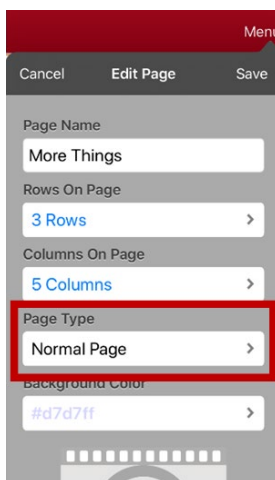 Menu
Cancel Edit Page Save
Page Name
More Things
Rows On Page
3 Rows
Columns On Page
5 Columns
Page Type
Normal Page
Background Color
#d7d7ff